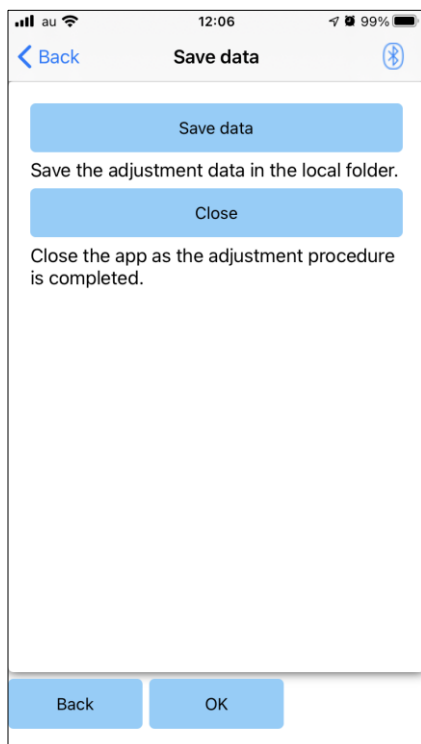 au 12:06 99%
Back Save data
Save data
Save the adjustment data in the local folder.
Close
Close the app as the adjustment procedure
is completed.
Back OK